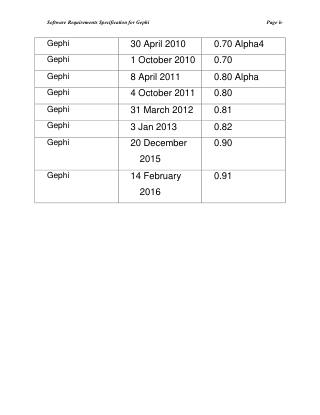 Software Requirements Specification for Gephi Page ii-
Gephi 30 April 2010 0.70 Alpha4
Gephi 1 October 2010 0.70
Gephi 8 April 2011 0.80 Alpha
Gephi 4 October 2011 0.80
Gephi 31 March 2012 0.81
Gephi 3 Jan 2013 0.82
Gephi 20 December 0.90
2015
Gephi 14 February 0.91
2016